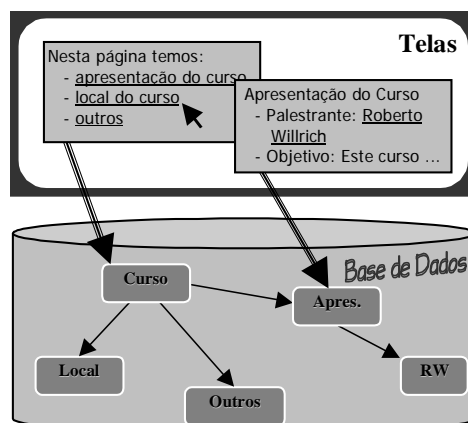 Telas
Nesta página temos:
- apresentação do curso
- local do curso
- outros
Apresentação do Curso
- Palestrante: Roberto
Willrich
- Objetivo: Este curso ...
Base de Dados
Curso
Apres.
Local
RW
Outros